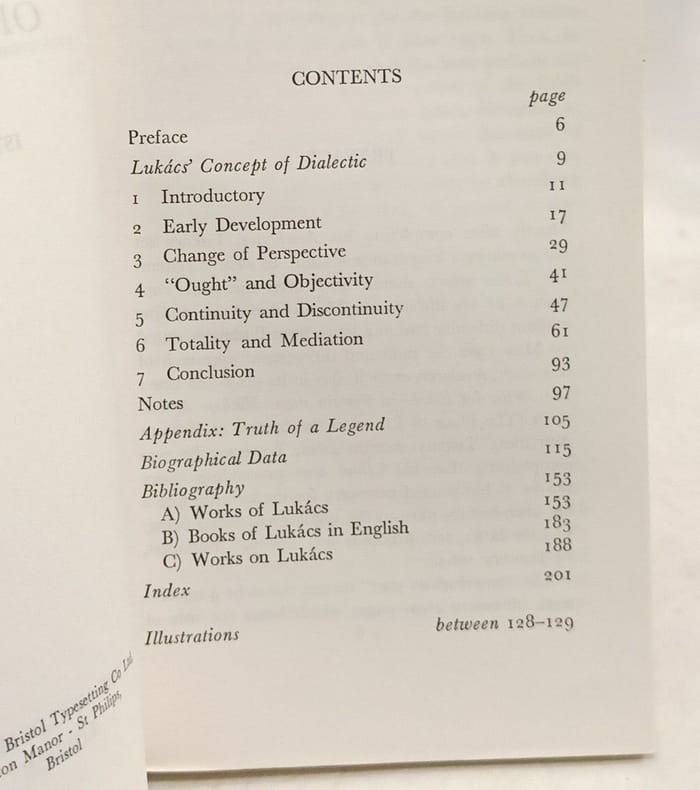 CONTENTS
page
Preface 6
Lukács' Concept of Dialectic 9
1 Introductory 11
2 Early Development 17
3 Change of Perspective 29
4 “Ought” and Objectivity 41
5 Continuity and Discontinuity 47
6 Totality and Mediation 61
7 Conclusion 93
Notes 97
Appendix: Truth of a Legend 105
Biographical Data 115
Bibliography 153
A) Works of Lukács 153
B) Books of Lukács in English 183
C) Works on Lukács 188
Index 201
Illustrations between 128–129
Bristol Typesetting Co Ltd
on Manor - St Philips,
Bristol